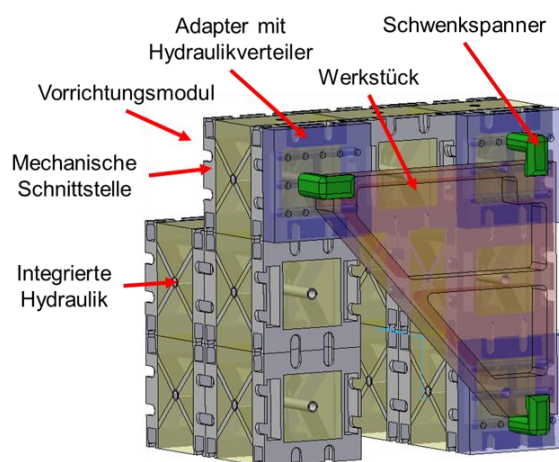 Adapter mit
Hydraulikverteiler
Schwenkspanner
Werkstück
Vorrichtungsmodul
Mechanische
Schnittstelle
Integrierte
Hydraulik